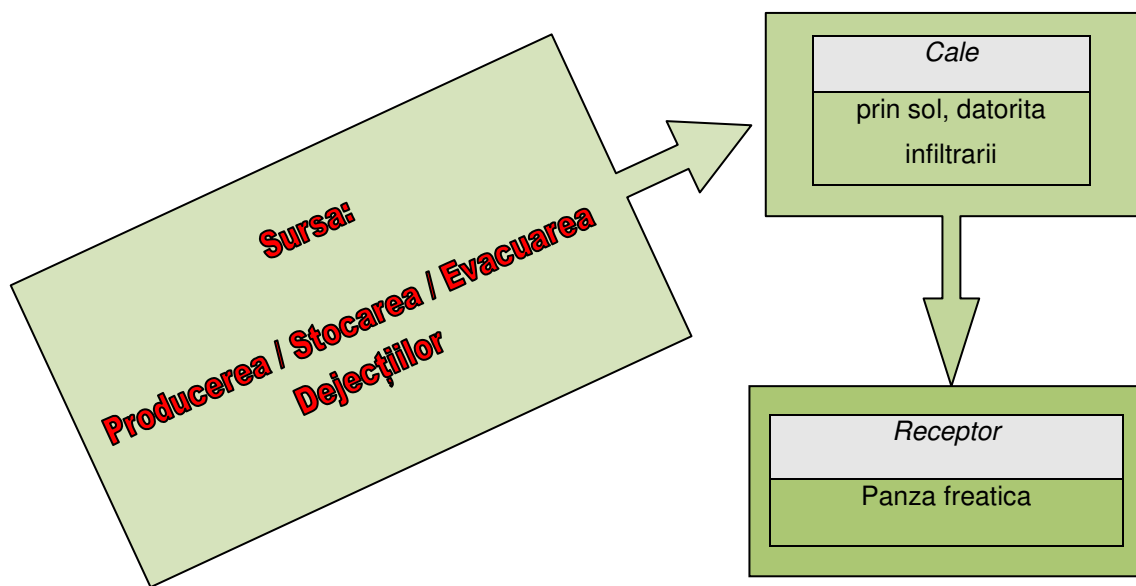 Sursa:
Producerea / Stocarea / Evacuarea
Dejecțiilor
Cale
prin sol, datorita
infiltrarii
Receptor
Panza freatica